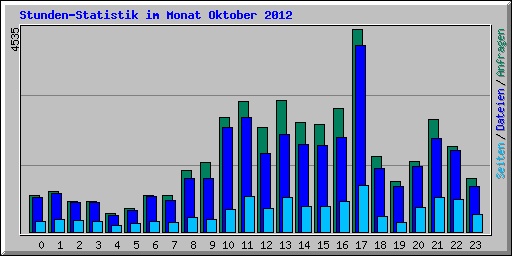 Stunden-Statistik im Monat Oktober 2012
4535
Seiten/Dateien/Anfragen
0 1 2 3 4 5 6 7 8 9 10 11 12 13 14 15 16 17 18 19 20 21 22 23